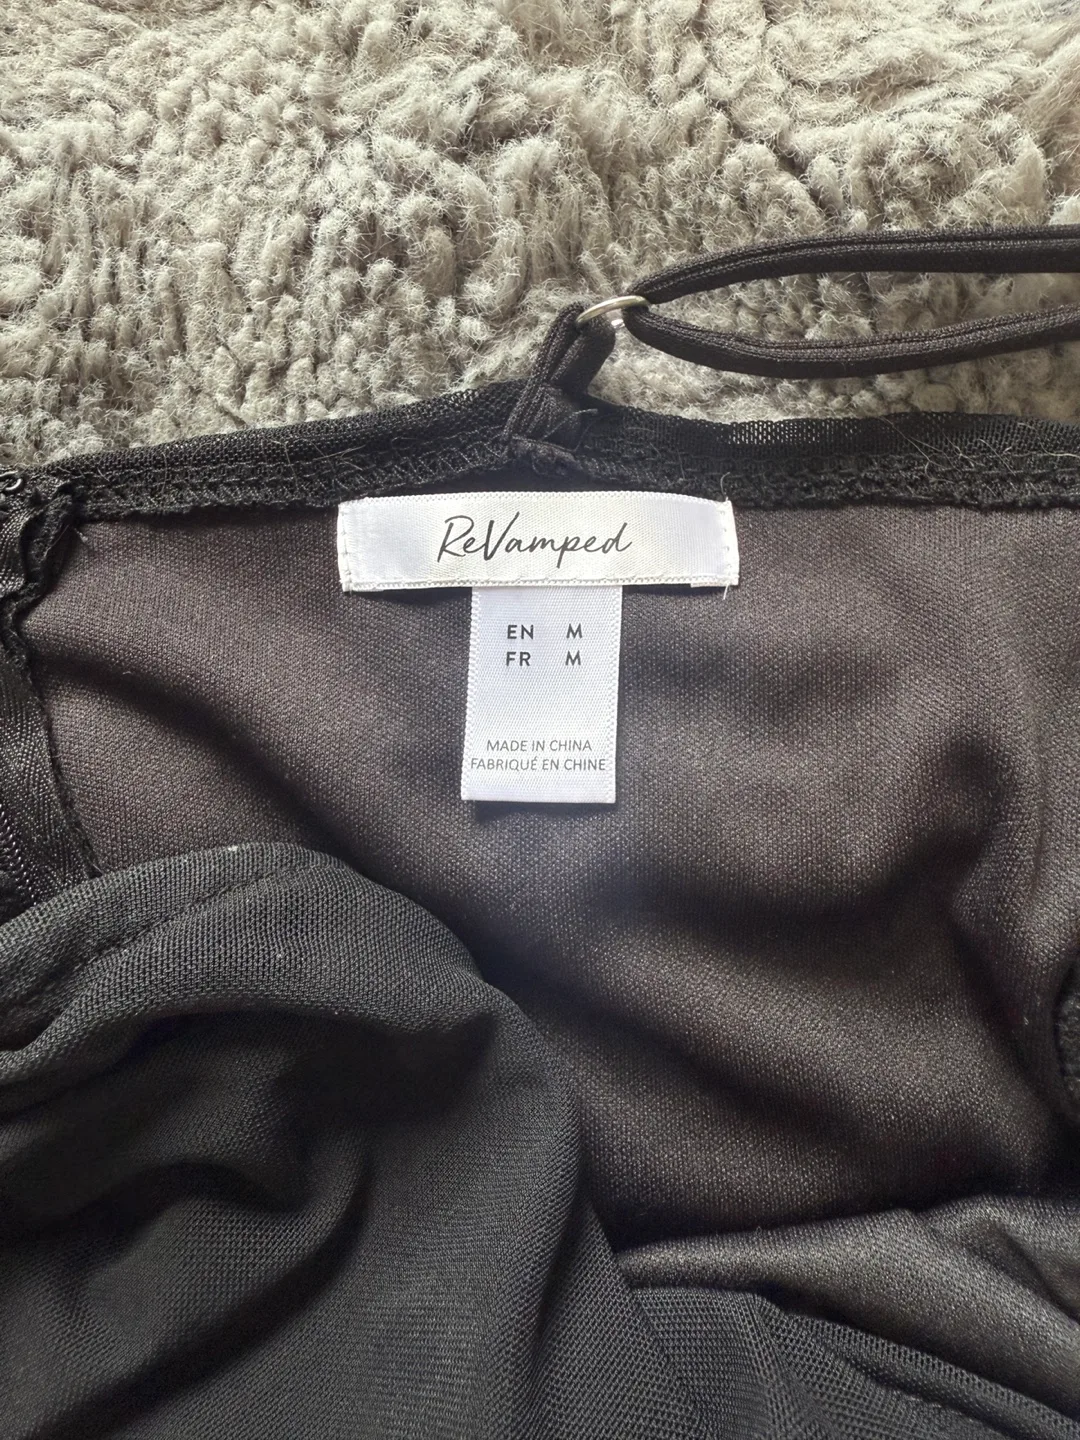 ReVamped
EN M
FR M
MADE IN CHINA
FABRIQUÉ EN CHINE